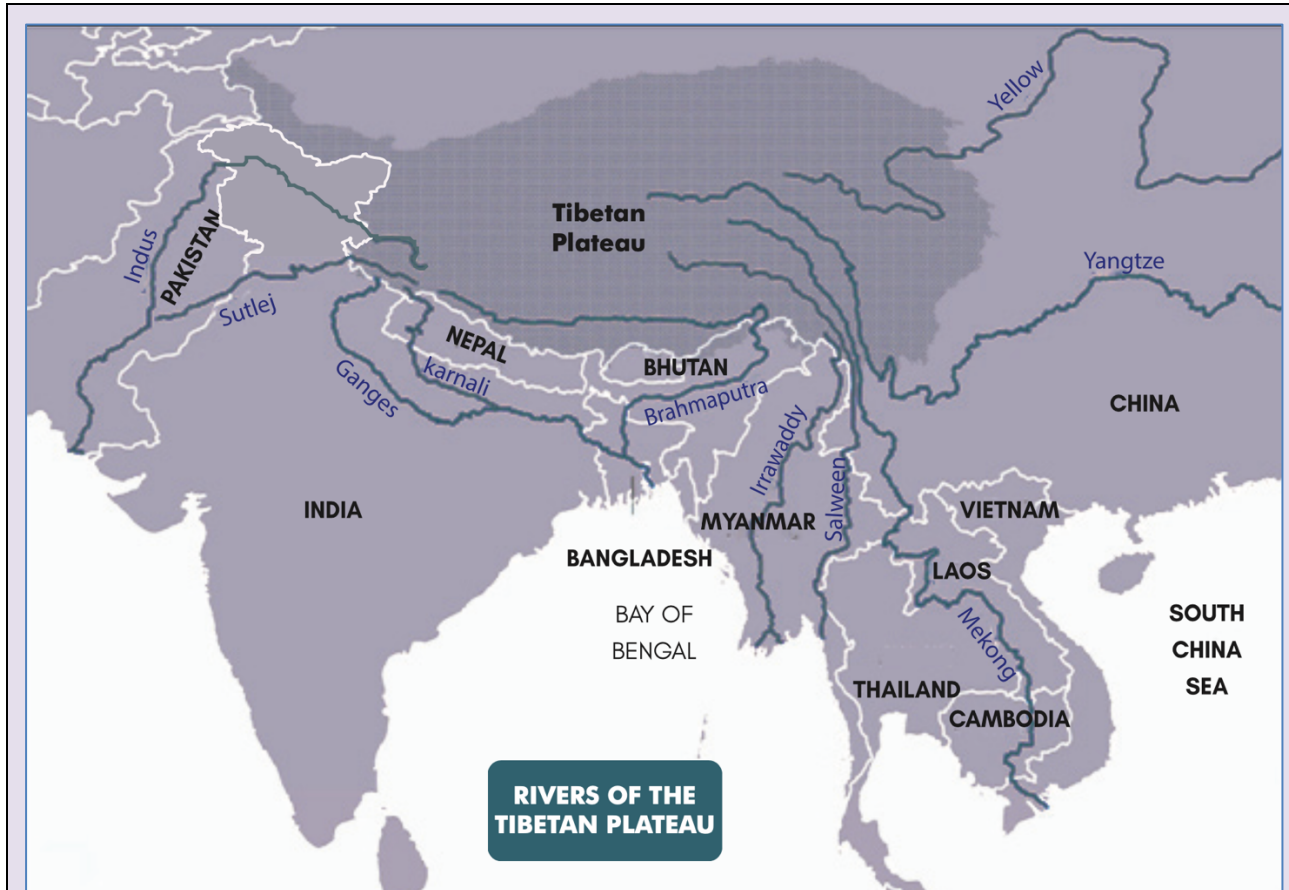 Yellow
Tibetan
Plateau
Indus
PAKISTAN
Yangtze
Sutlej
NEPAL
BHUTAN
Ganges
karnali
Brahmaputra
CHINA
Irrawaddy
Salween
INDIA
MYANMAR
VIETNAM
BANGLADESH
LAOS
BAY OF
BENGAL
Mekong
SOUTH
CHINA
SEA
THAILAND
CAMBODIA
RIVERS OF THE
TIBETAN PLATEAU